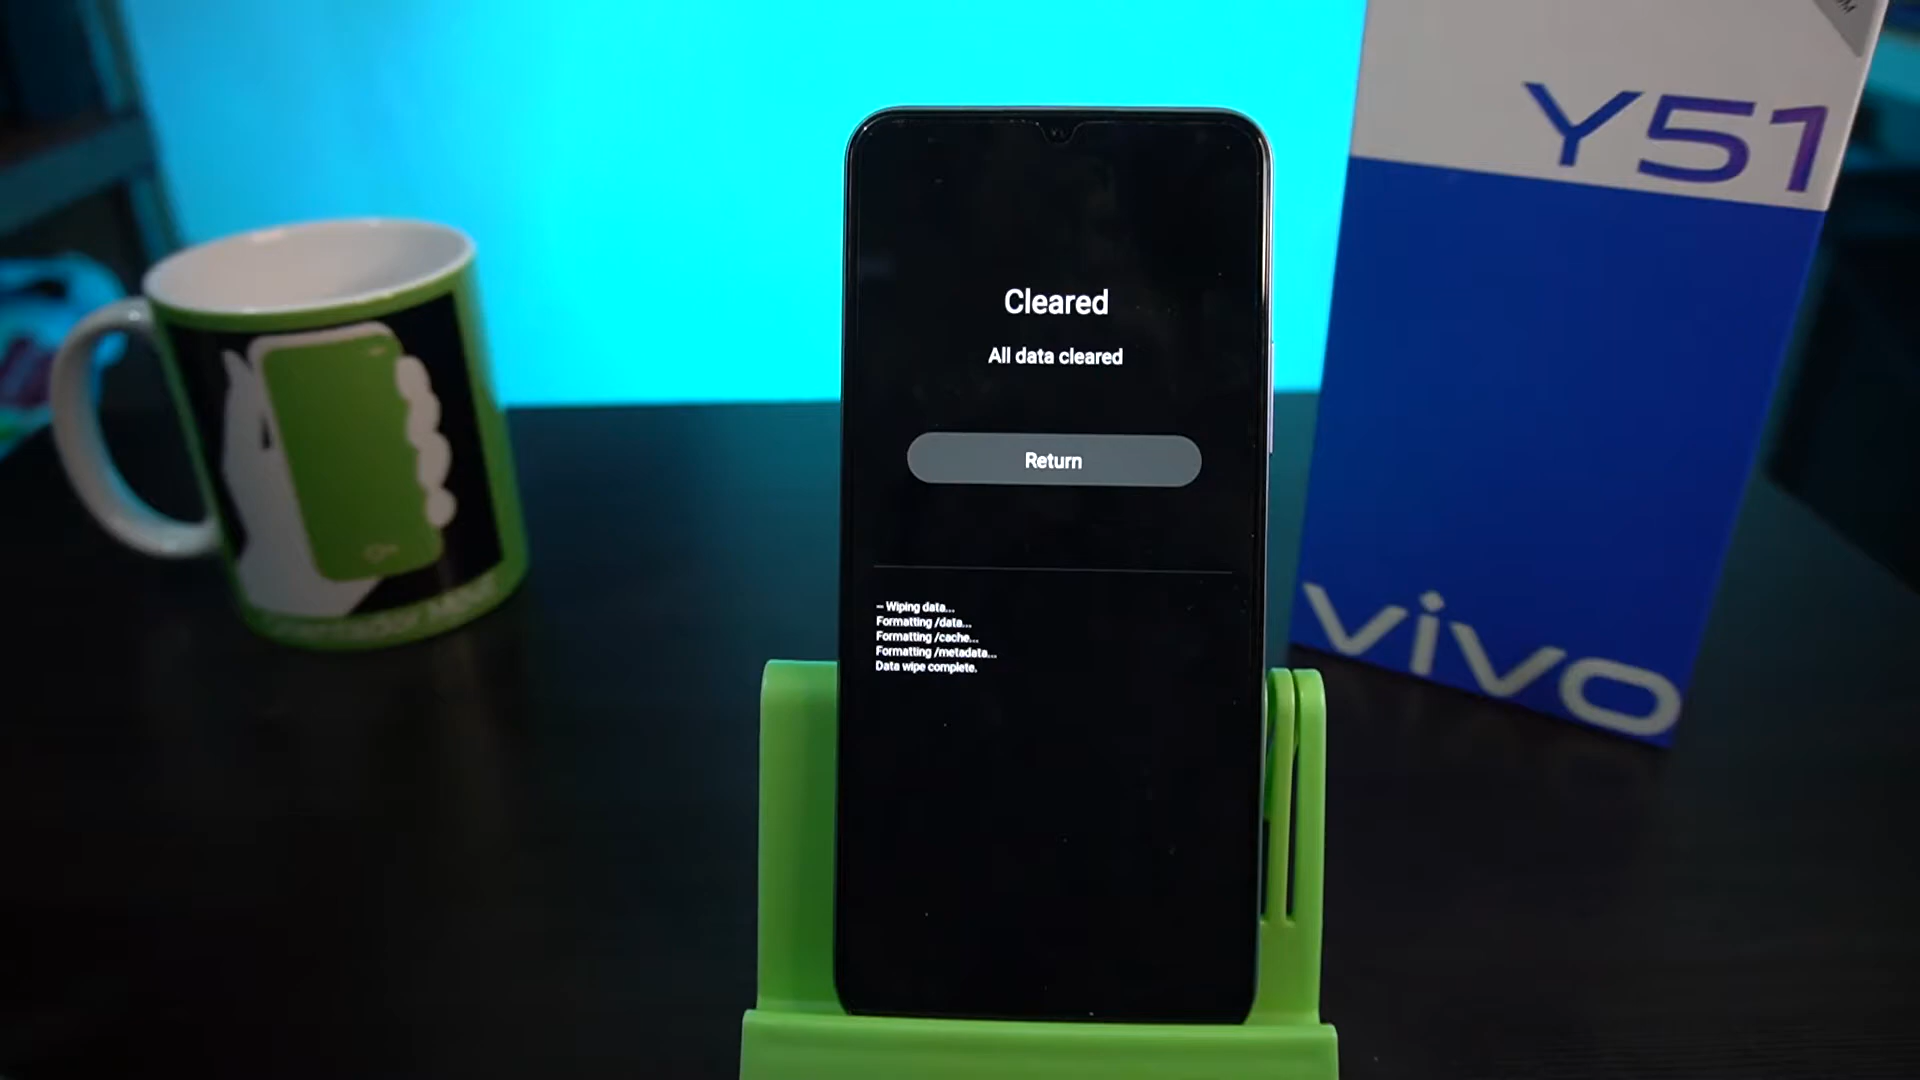 Y51
Cleared
All data cleared
Return
-- Wiping data...
Formatting /data...
Formatting /cache...
Formatting /metadata...
Data wipe complete.
vivo